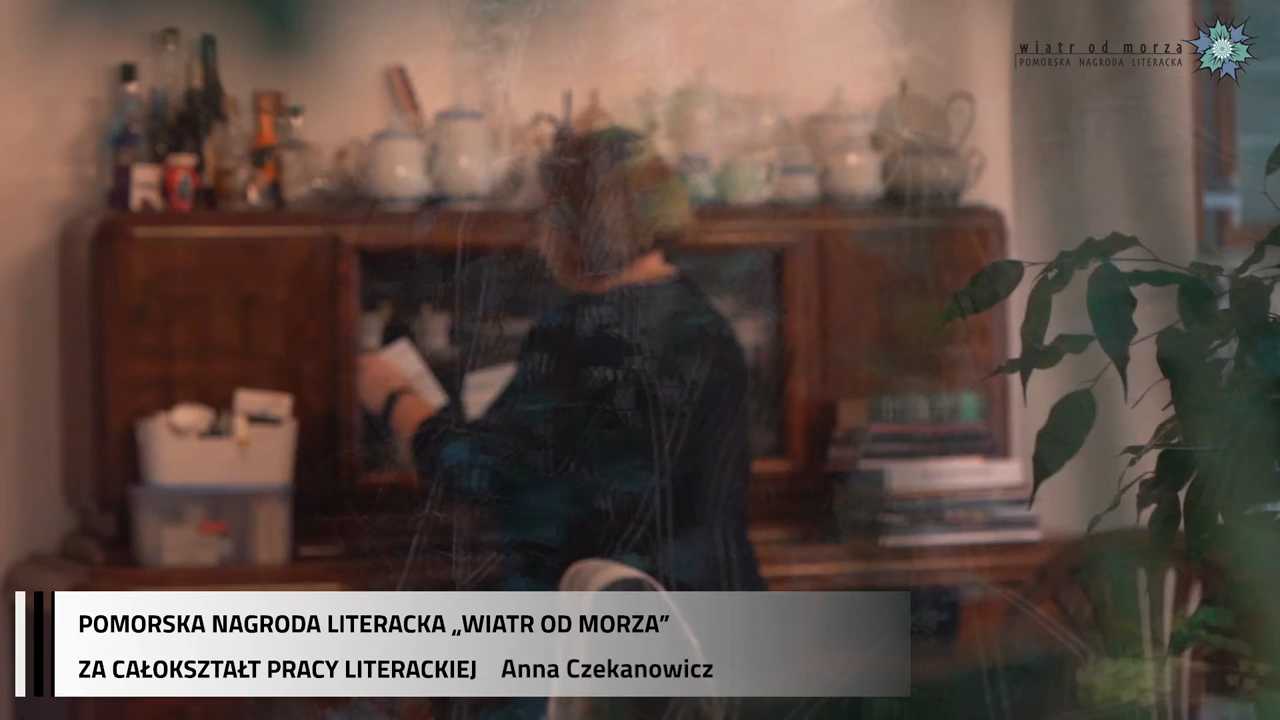 wiatr od morza
POMORSKA NAGRODA LITERACKA
POMORSKA NAGRODA LITERACKA „WIATR OD MORZA”
ZA CAŁOKSZTAŁT PRACY LITERACKIEJ Anna Czekanowicz